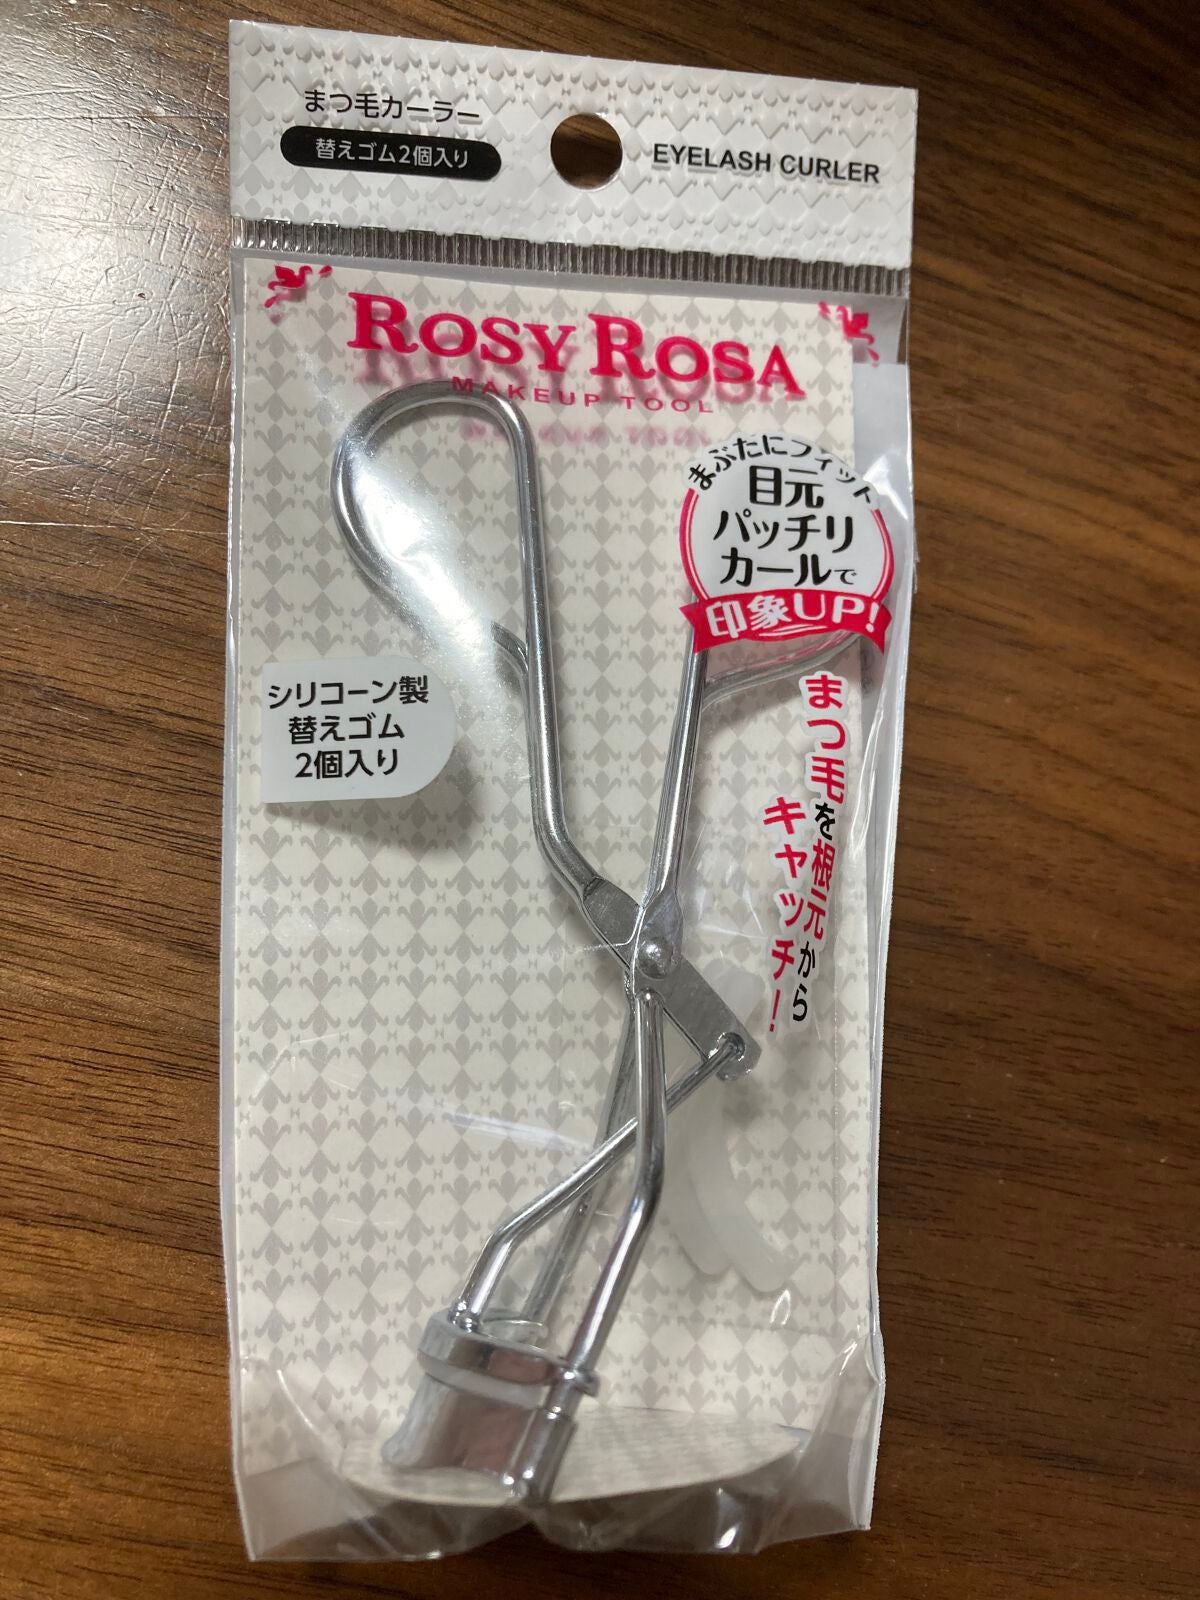 まつ毛カーラー
替えゴム2個入り
EYELASH CURLER
ROSY ROSA
MAKEUP TOOL
まぶたにフィット
目元
パッチリ
カールで
印象UP!
シリコーン製
替えゴム
2個入り
まつ毛を根元から
キャッチ!